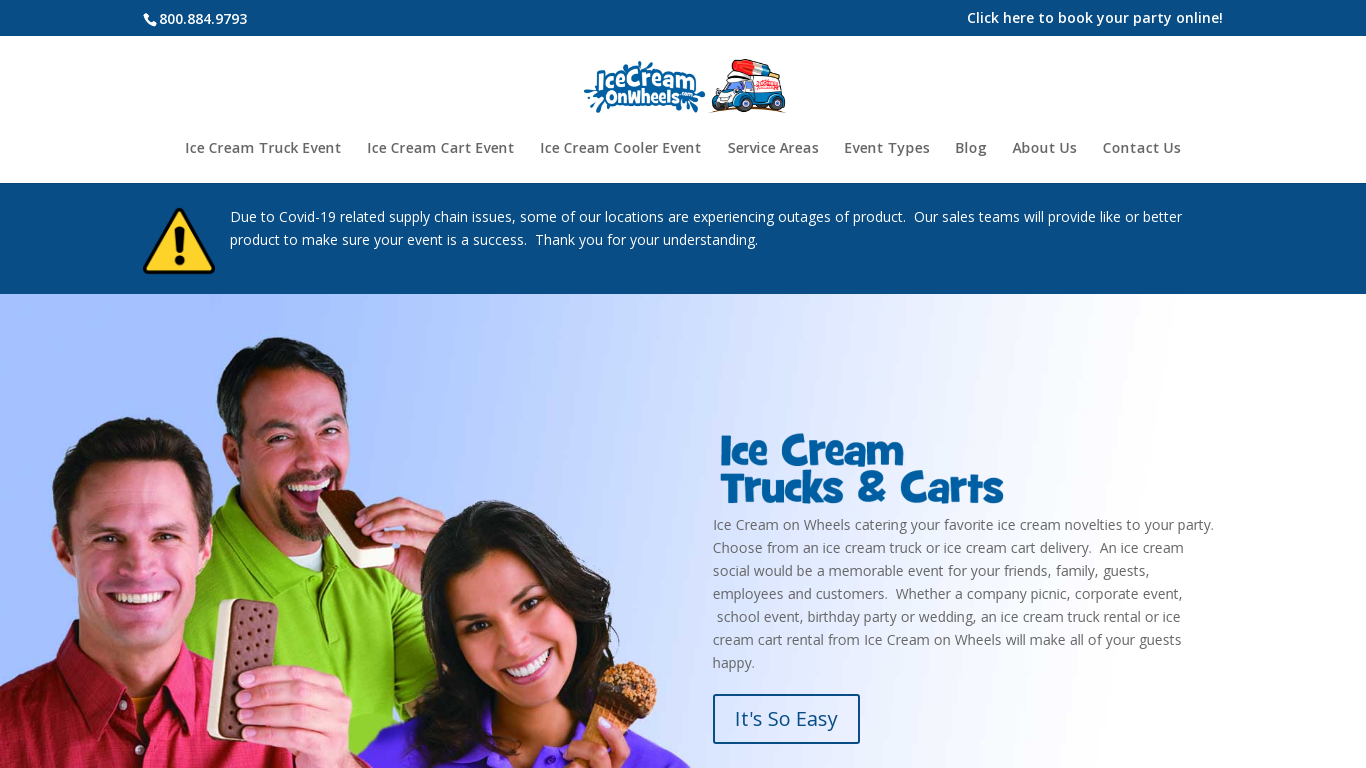 800.884.9793
Click here to book your party online!
IceCream
OnWheels.com
Ice Cream Truck Event
Ice Cream Cart Event
Ice Cream Cooler Event
Service Areas
Event Types
Blog
About Us
Contact Us
Due to Covid-19 related supply chain issues, some of our locations are experiencing outages of product.  Our sales teams will provide like or better
product to make sure your event is a success.  Thank you for your understanding.
Ice Cream
Trucks & Carts
Ice Cream on Wheels catering your favorite ice cream novelties to your party.
Choose from an ice cream truck or ice cream cart delivery.  An ice cream
social would be a memorable event for your friends, family, guests,
employees and customers.  Whether a company picnic, corporate event,
school event, birthday party or wedding, an ice cream truck rental or ice
cream cart rental from Ice Cream on Wheels will make all of your guests
happy.
It's So Easy